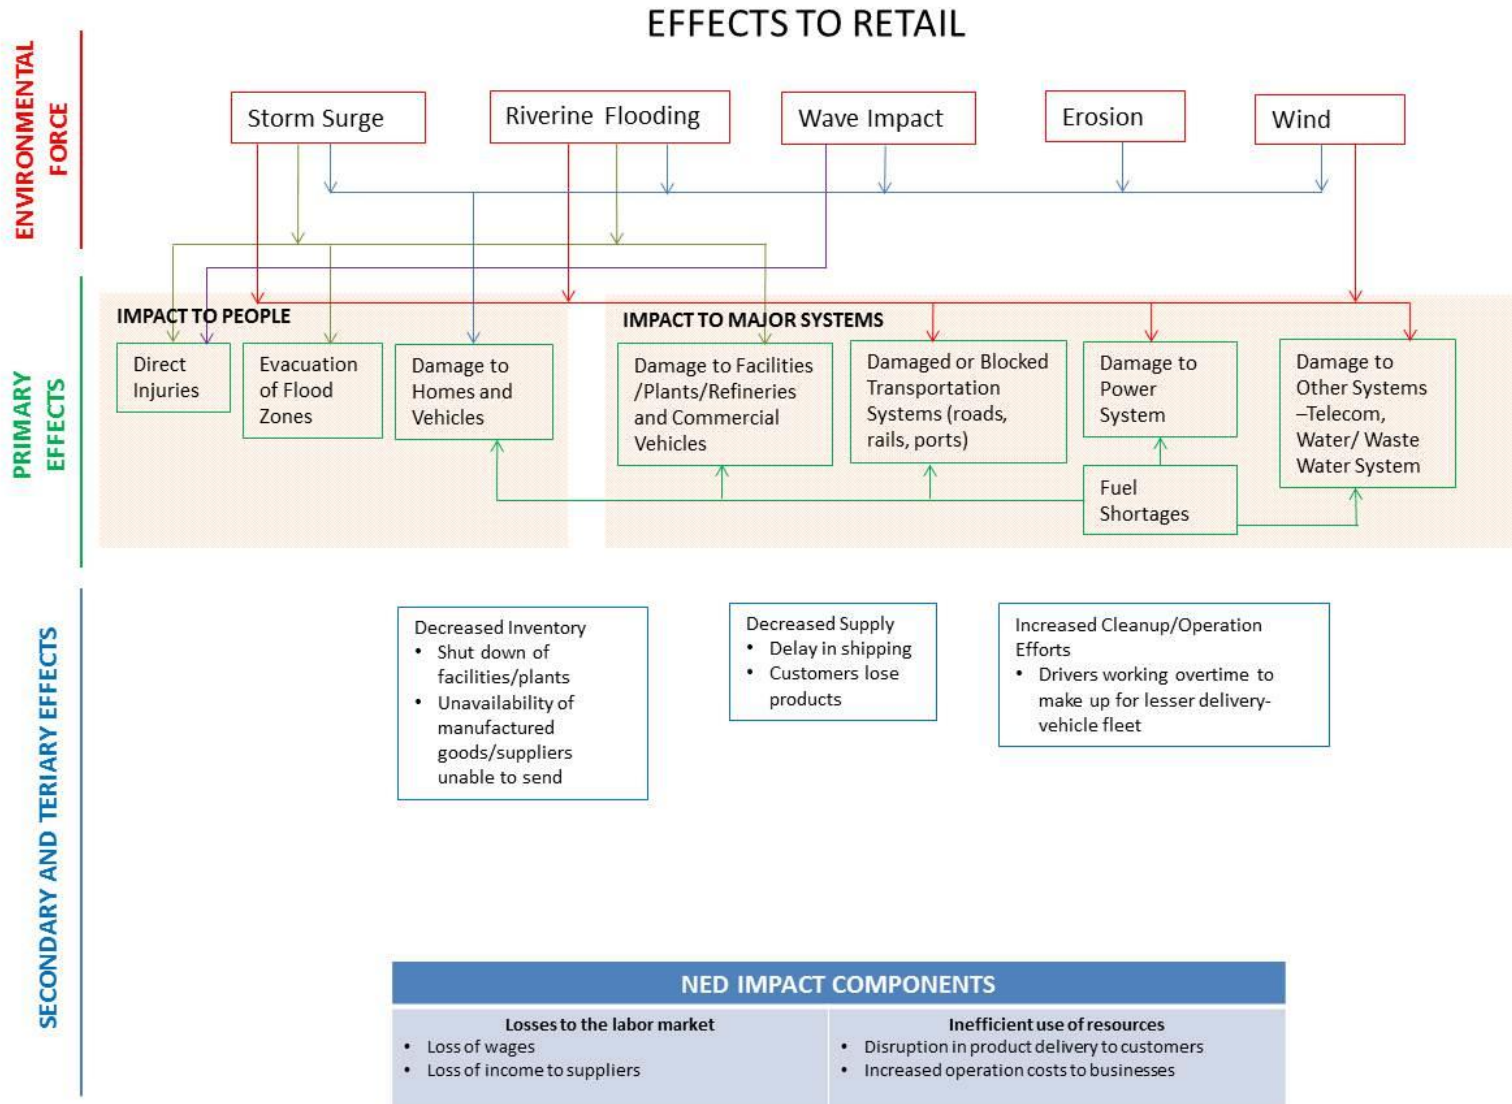 EFFECTS TO RETAIL
ENVIRONMENTAL
FORCE
Storm Surge
Riverine Flooding
Wave Impact
Erosion
Wind
PRIMARY
EFFECTS
IMPACT TO PEOPLE
Direct
Injuries
Evacuation
of Flood
Zones
Damage to
Homes and
Vehicles
IMPACT TO MAJOR SYSTEMS
Damage to Facilities
/Plants/Refineries
and Commercial
Vehicles
Damaged or Blocked
Transportation
Systems (roads,
rails, ports)
Damage to
Power
System
Fuel
Shortages
Damage to
Other Systems
–Telecom,
Water/ Waste
Water System
SECONDARY AND TERIARY EFFECTS
Decreased Inventory
• Shut down of
facilities/plants
• Unavailability of
manufactured
goods/suppliers
unable to send
Decreased Supply
• Delay in shipping
• Customers lose
products
Increased Cleanup/Operation
Efforts
• Drivers working overtime to
make up for lesser delivery-
vehicle fleet
NED IMPACT COMPONENTS
Losses to the labor market
• Loss of wages
• Loss of income to suppliers
Inefficient use of resources
• Disruption in product delivery to customers
• Increased operation costs to businesses